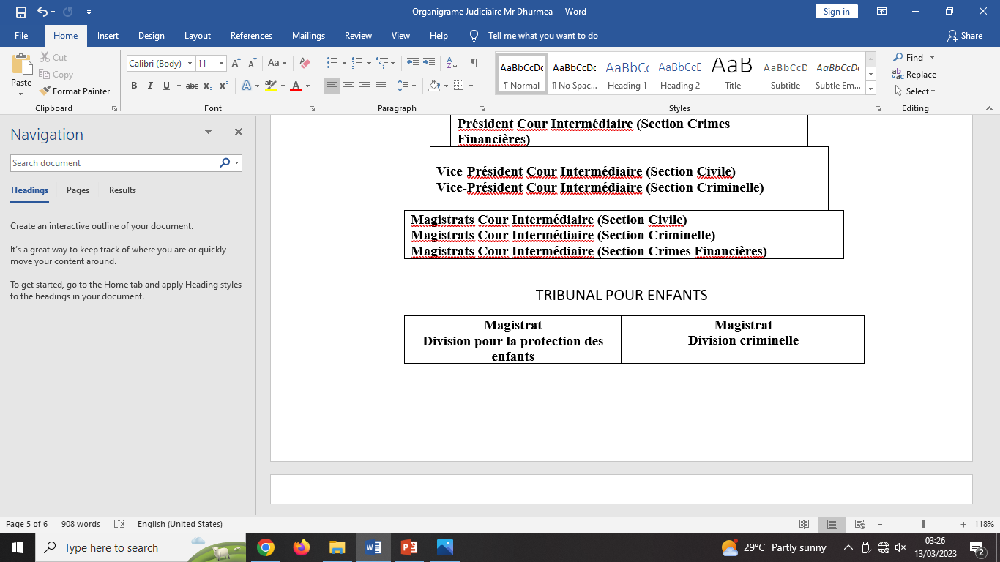 Organigrame Judiciaire Mr Dhurmea - Word
Sign in
File Home Insert Design Layout References Mailings Review View Help Tell me what you want to do Share
Paste
Cut
Copy
Format Painter
Clipboard
Calibri (Body) 11
Aa
B I U abc x₂ x² A ab A
Font
Paragraph
AaBbCcDc AaBbCcDc AaBbCc AaBbCcD AaB AaBbCcD AaBbCcDc
¶ Normal ¶ No Spac... Heading 1 Heading 2 Title Subtitle Subtle Em...
Styles
Find
Replace
Select
Editing
Navigation
Search document
Headings Pages Results
Create an interactive outline of your document.
It's a great way to keep track of where you are or quickly
move your content around.
To get started, go to the Home tab and apply Heading styles
to the headings in your document.
Président Cour Intermédiaire (Section Crimes
Financières)
Vice-Président Cour Intermédiaire (Section Civile)
Vice-Président Cour Intermédiaire (Section Criminelle)
Magistrats Cour Intermédiaire (Section Civile)
Magistrats Cour Intermédiaire (Section Criminelle)
Magistrats Cour Intermédiaire (Section Crimes Financières)
TRIBUNAL POUR ENFANTS
Magistrat
Division pour la protection des
enfants
Magistrat
Division criminelle
Page 5 of 6 908 words English (United States) 118%
Type here to search
29°C Partly sunny
03:26
13/03/2023
2